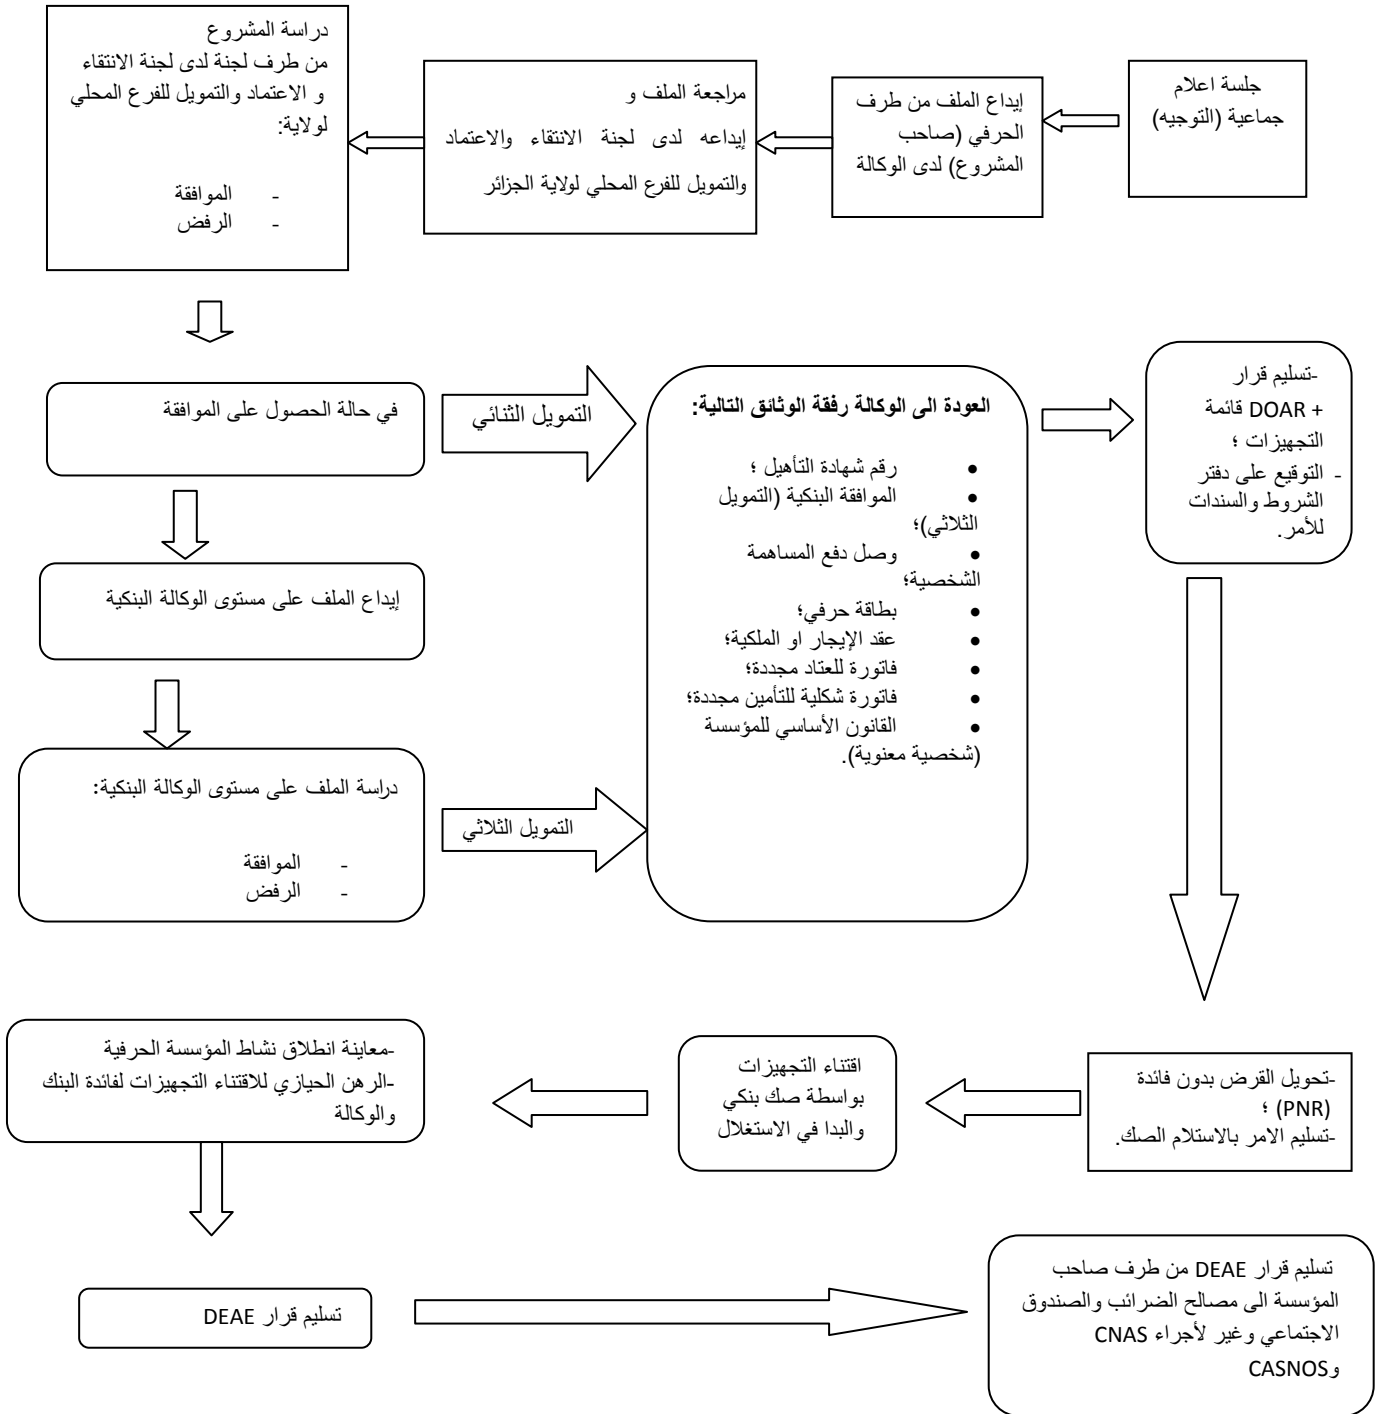 جلسة اعلام
جماعية (التوجيه)
إيداع الملف من طرف
الحرفي (صاحب
المشروع) لدى الوكالة
مراجعة الملف و
إيداعه لدى لجنة الانتقاء والاعتماد
والتمويل للفرع المحلي لولاية الجزائر
دراسة المشروع
من طرف لجنة لدى لجنة الانتقاء
و الاعتماد والتمويل للفرع المحلي
لولاية:
- الموافقة
- الرفض
في حالة الحصول على الموافقة
التمويل الثنائي
إيداع الملف على مستوى الوكالة البنكية
دراسة الملف على مستوى الوكالة البنكية:
- الموافقة
- الرفض
التمويل الثلاثي
العودة الى الوكالة رفقة الوثائق التالية:
• رقم شهادة التأهيل ؛
• الموافقة البنكية (التمويل
الثلاثي)؛
• وصل دفع المساهمة
الشخصية؛
• بطاقة حرفي؛
• عقد الإيجار او الملكية؛
• فاتورة للعتاد مجددة؛
• فاتورة شكلية للتأمين مجددة؛
• القانون الأساسي للمؤسسة
(شخصية معنوية).
-تسليم قرار
DOAR + قائمة
التجهيزات ؛
- التوقيع على دفتر
الشروط والسندات
للأمر.
-تحويل القرض بدون فائدة
(PNR) ؛
-تسليم الامر بالاستلام الصك.
اقتناء التجهيزات
بواسطة صك بنكي
والبدا في الاستغلال
-معاينة انطلاق نشاط المؤسسة الحرفية
-الرهن الحيازي للاقتناء التجهيزات لفائدة البنك
والوكالة
تسليم قرار DEAE
تسليم قرار DEAE من طرف صاحب
المؤسسة الى مصالح الضرائب والصندوق
الاجتماعي وغير لأجراء CNAS
وCASNOS